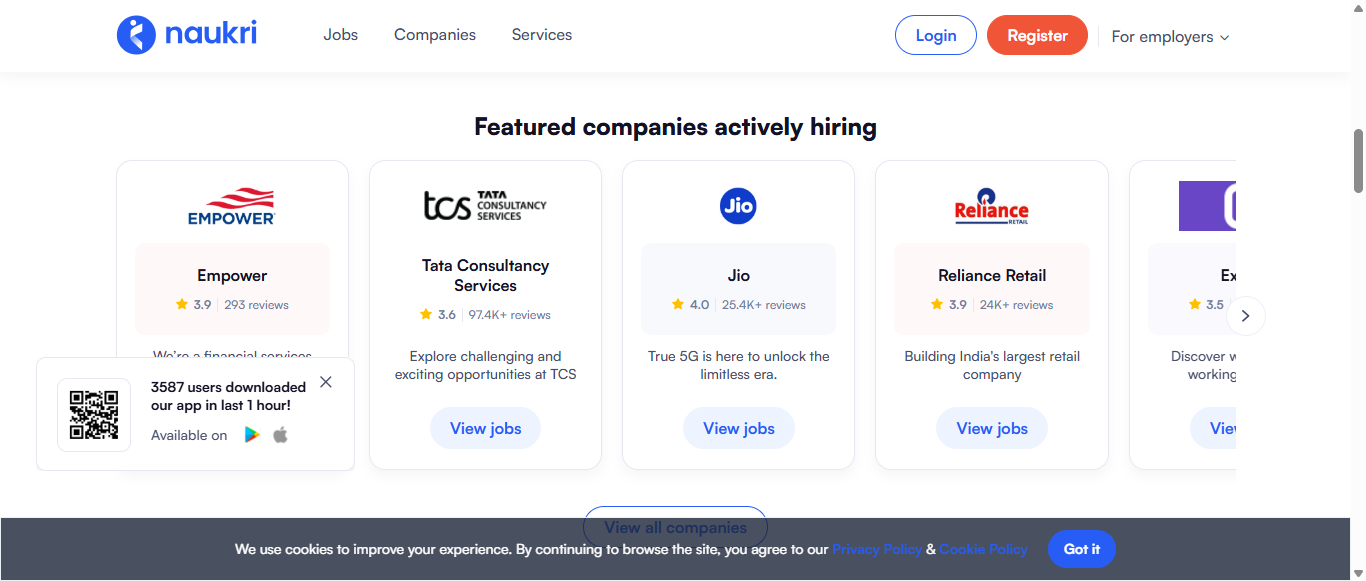 naukri
Jobs
Companies
Services
Login
Register
For employers
Featured companies actively hiring
EMPOWER
Empower
3.9 | 293 reviews
We're a financial services
tcs TATA
CONSULTANCY
SERVICES
Tata Consultancy
Services
3.6 | 97.4K+ reviews
Explore challenging and
exciting opportunities at TCS
View jobs
Jio
Jio
4.0 | 25.4K+ reviews
True 5G is here to unlock the
limitless era.
View jobs
Reliance
RETAIL
Reliance Retail
3.9 | 24K+ reviews
Building India's largest retail
company
View jobs
3.5
Discover
working
3587 users downloaded
our app in last 1 hour!
Available on
View all companies
We use cookies to improve your experience. By continuing to browse the site, you agree to our Privacy Policy & Cookie Policy
Got it